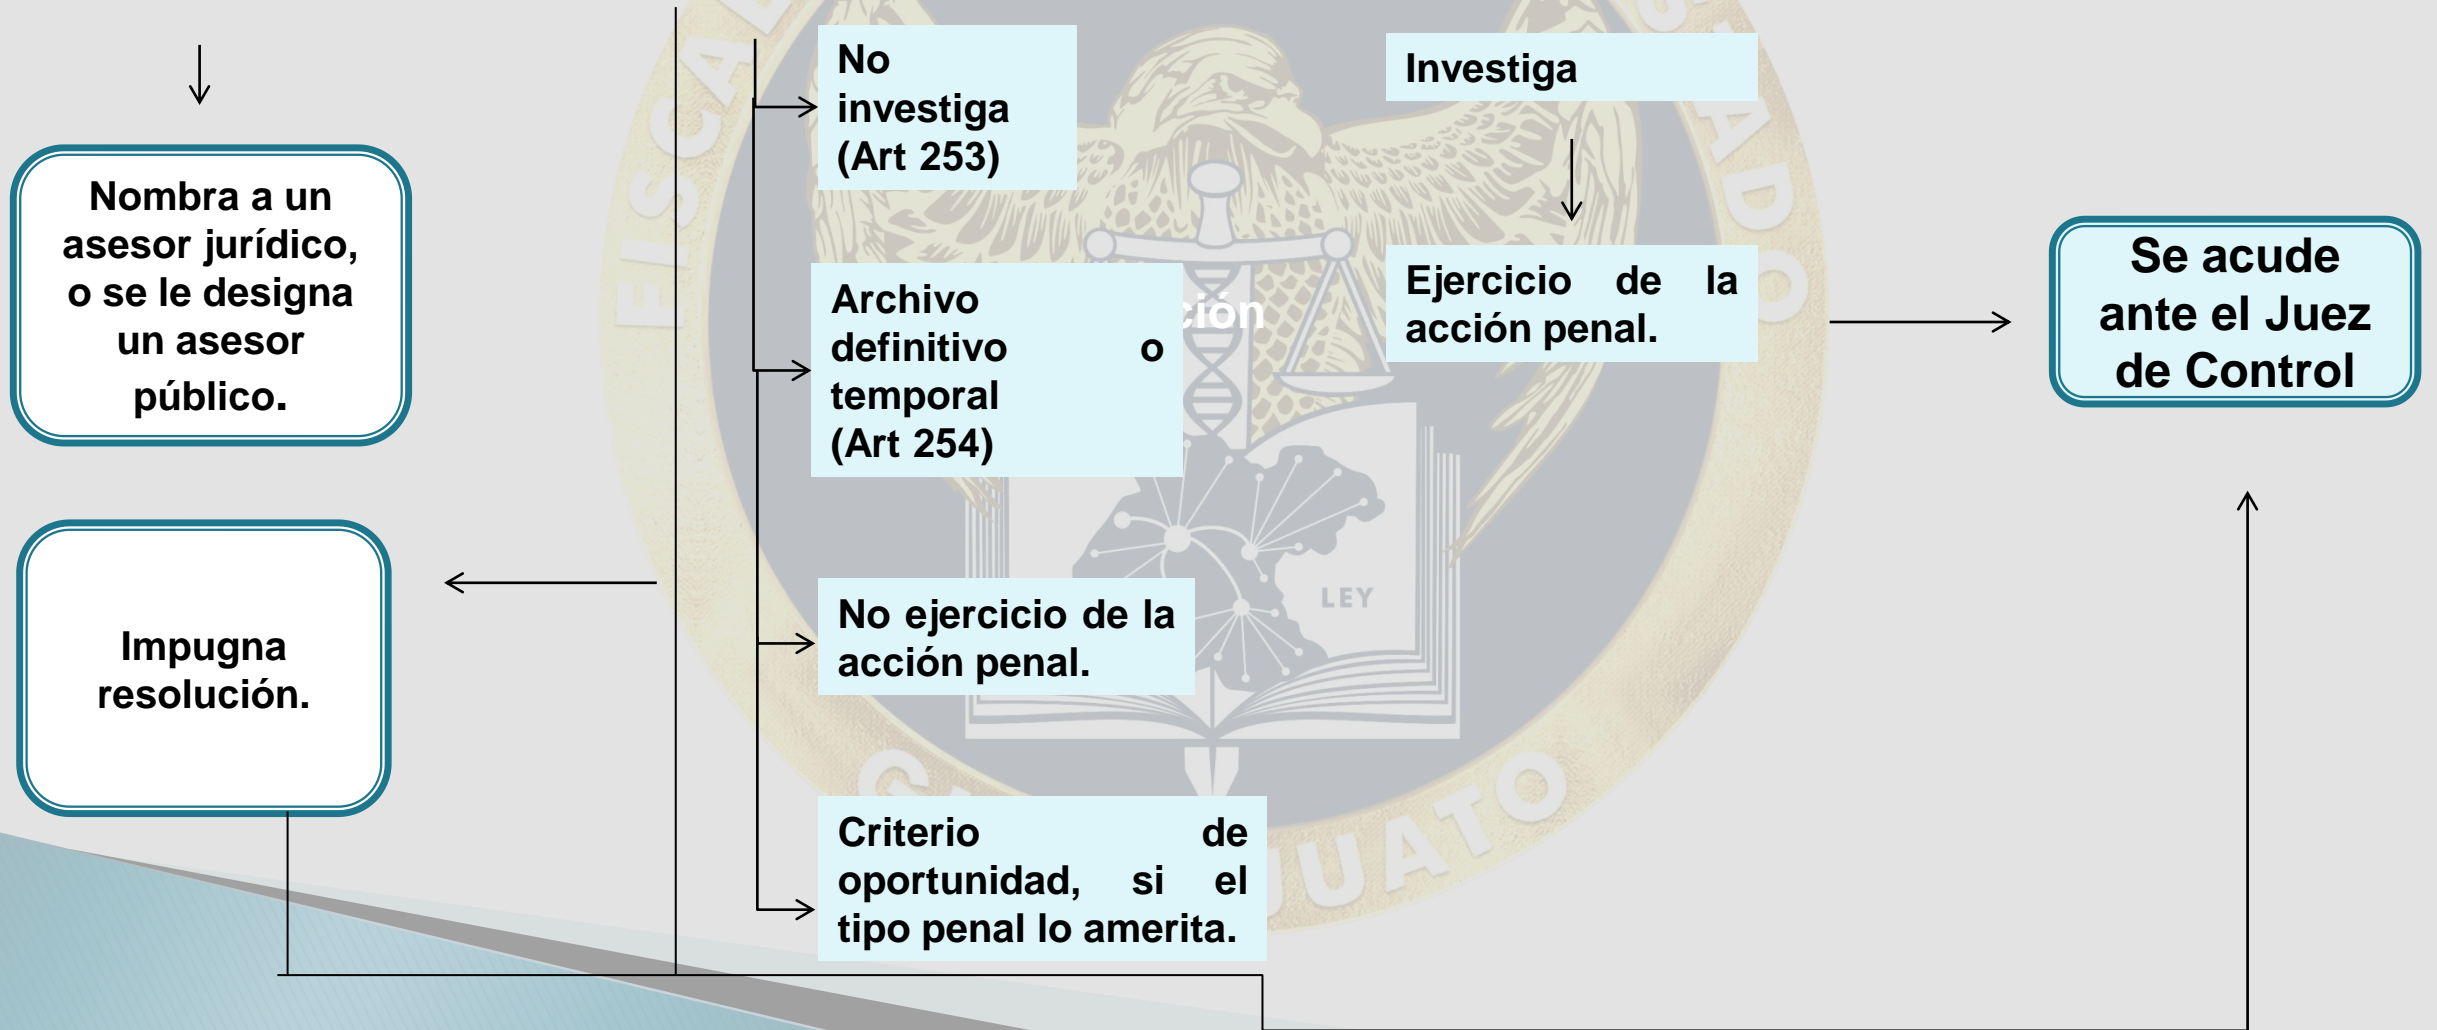 Nombra a un
asesor jurídico,
o se le designa
un asesor
público.
Impugna
resolución.
No
investiga
(Art 253)
Archivo
definitivo o
temporal
(Art 254)
No ejercicio de la
acción penal.
Criterio de
oportunidad, si el
tipo penal lo amerita.
Investiga
Ejercicio de la
acción penal.
Se acude
ante el Juez
de Control
LEY